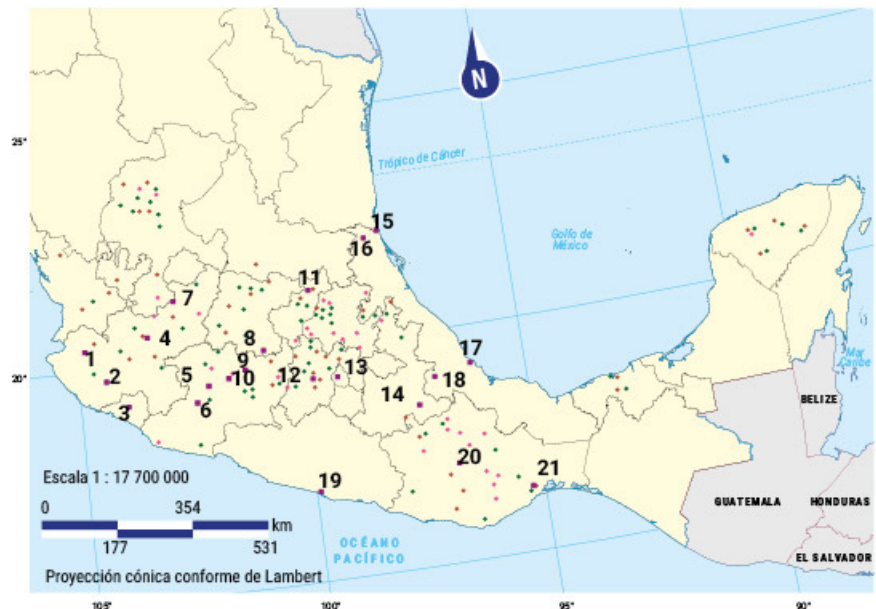 N
25°
Trópico de Cáncer
15
16
Golfo de
México
11
7
4
8
17
1
9
Mar
Caribe
20°
2
5
10
12
13
18
3
6
14
BELIZE
20
21
Escala 1 : 17 700 000
19
0 354
km
177 531
GUATEMALA
HONDURAS
OCÉANO
PACÍFICO
EL SALVADOR
Proyección cónica conforme de Lambert
105° 100° 95° 90°